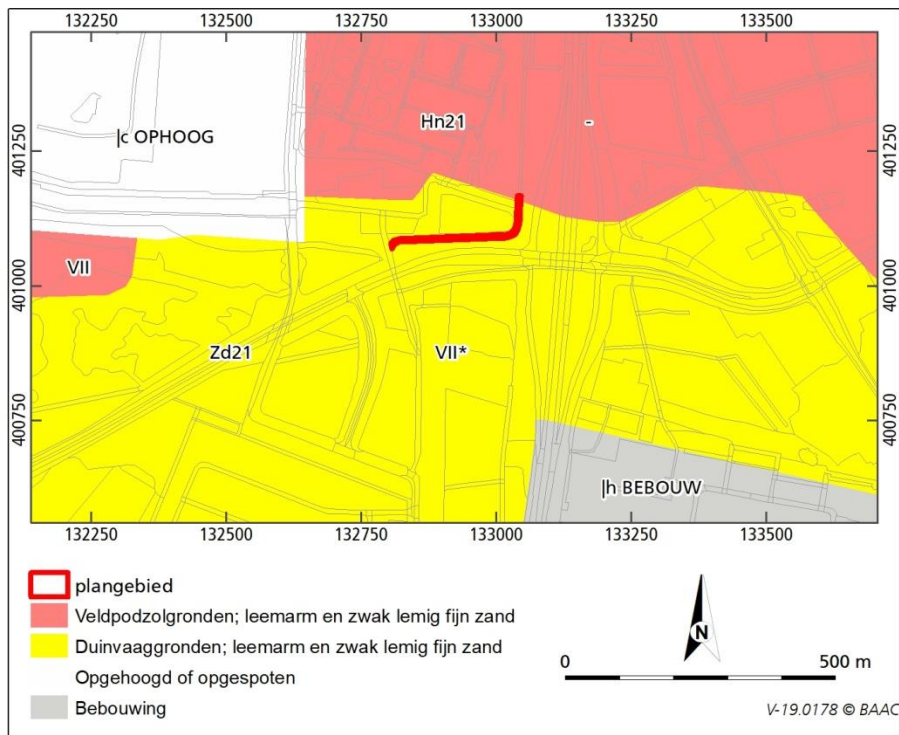 132250 132500 132750 133000 133250 133500
|c OPHOOG
Hn21
-
401250
401250
VII
401000
401000
Zd21
VII*
400750
400750
|h BEBOUW
132250 132500 132750 133000 133250 133500
plangebied
Veldpodzolgronden; leemarm en zwak lemig fijn zand
Duinvaaggronden; leemarm en zwak lemig fijn zand
Opgehoogd of opgespoten
Bebouwing
N
0 500 m
V-19.0178 © BAAC